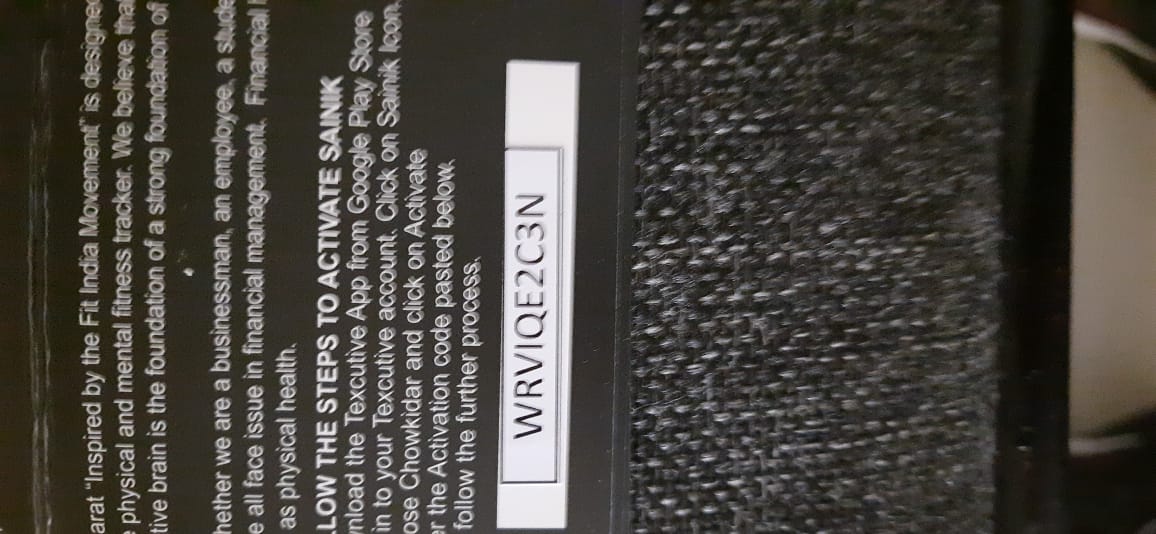 arat "Inspired by the Fit India Movement" is designed
physical and mental fitness tracker. We believe that
tive brain is the foundation of a strong foundation of
hether we are a businessman, an employee, a stude
e all face issue in financial management. Financial
as physical health.
LLOW THE STEPS TO ACTIVATE SAINIK
wnload the Texcutive App from Google Play Store
in to your Texcutive account. Click on Sainik Icon.
ose Chowkidar and click on Activate.
er the Activation code pasted below.
follow the further process.
WRVIQE2C3N